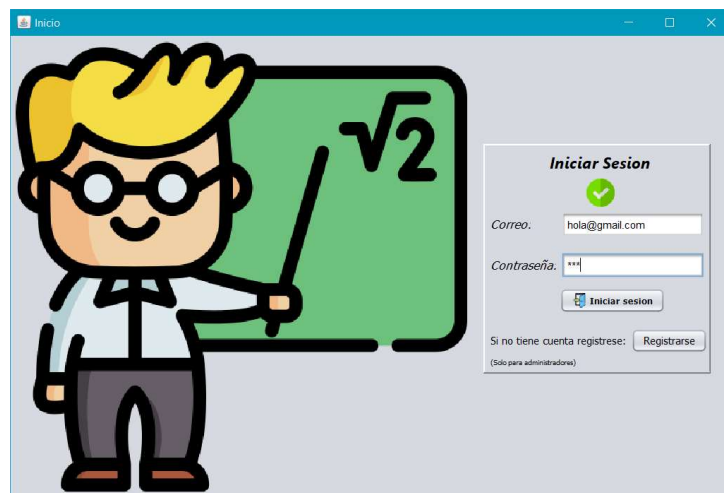 Inicio
√2
Iniciar Sesion
Correo. hola@gmail.com
Contraseña. ***
Iniciar sesion
Si no tiene cuenta registrese: Registrarse
(Solo para administradores)